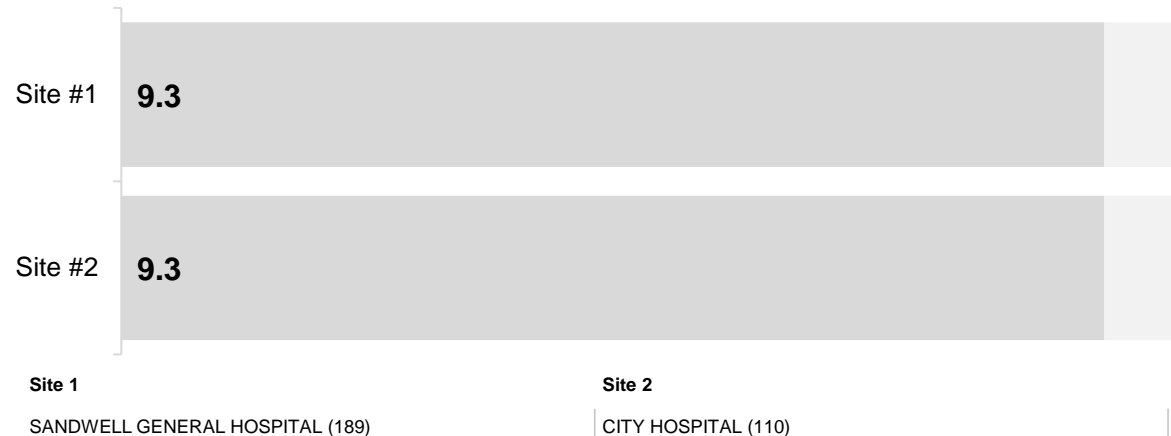 Site #1
9.3
Site #2
9.3
Site 1
Site 2
SANDWELL GENERAL HOSPITAL (189)
CITY HOSPITAL (110)